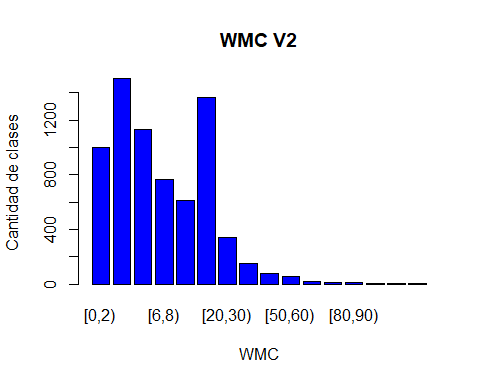 WMC V2
Cantidad de clases
1200
800
400
0
[0,2) [6,8) [20,30) [50,60) [80,90)
WMC